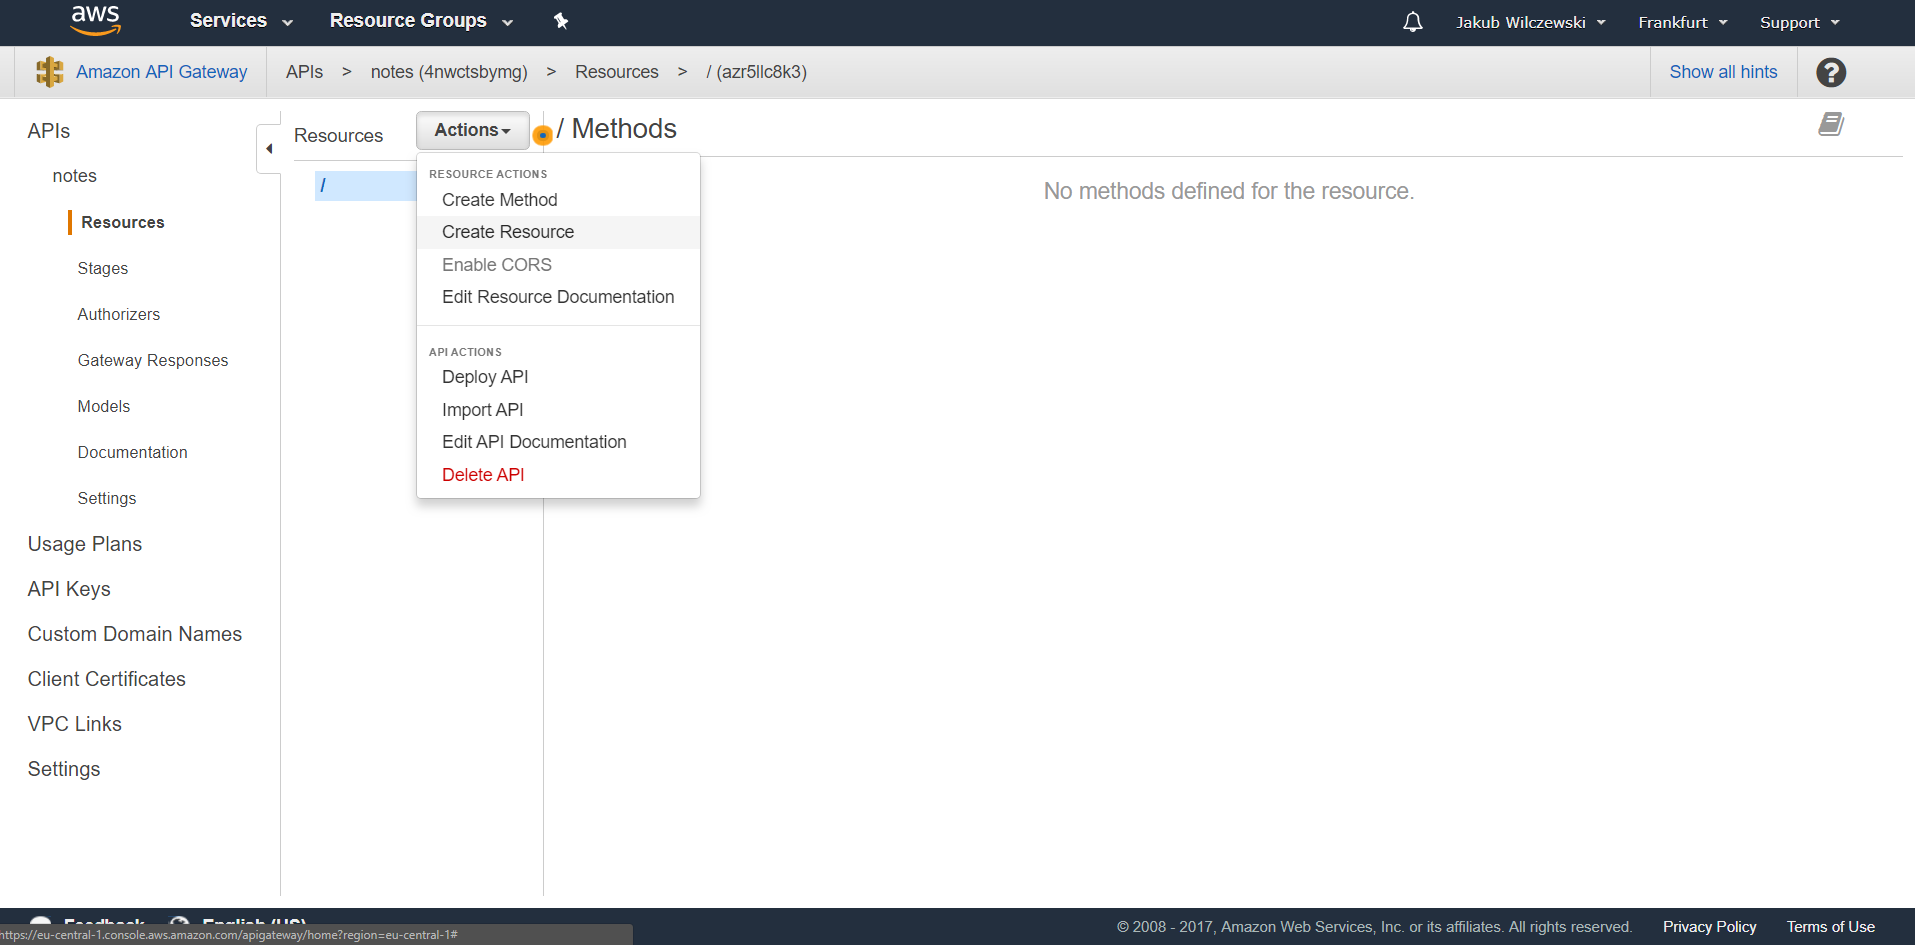 aws Services Resource Groups Jakub Wilczewski Frankfurt Support
Amazon API Gateway APIs > notes (4nwctsbymg) > Resources > / (azr5llc8k3) Show all hints ?
APIs
notes
Resources
Stages
Authorizers
Gateway Responses
Models
Documentation
Settings
Usage Plans
API Keys
Custom Domain Names
Client Certificates
VPC Links
Settings
Resources Actions
/
RESOURCE ACTIONS
Create Method
Create Resource
Enable CORS
Edit Resource Documentation
API ACTIONS
Deploy API
Import API
Edit API Documentation
Delete API
/ Methods
No methods defined for the resource.
Feedback English (US)
https://eu-central-1.console.aws.amazon.com/apigateway/home?region=eu-central-1#
© 2008 - 2017, Amazon Web Services, Inc. or its affiliates. All rights reserved. Privacy Policy Terms of Use